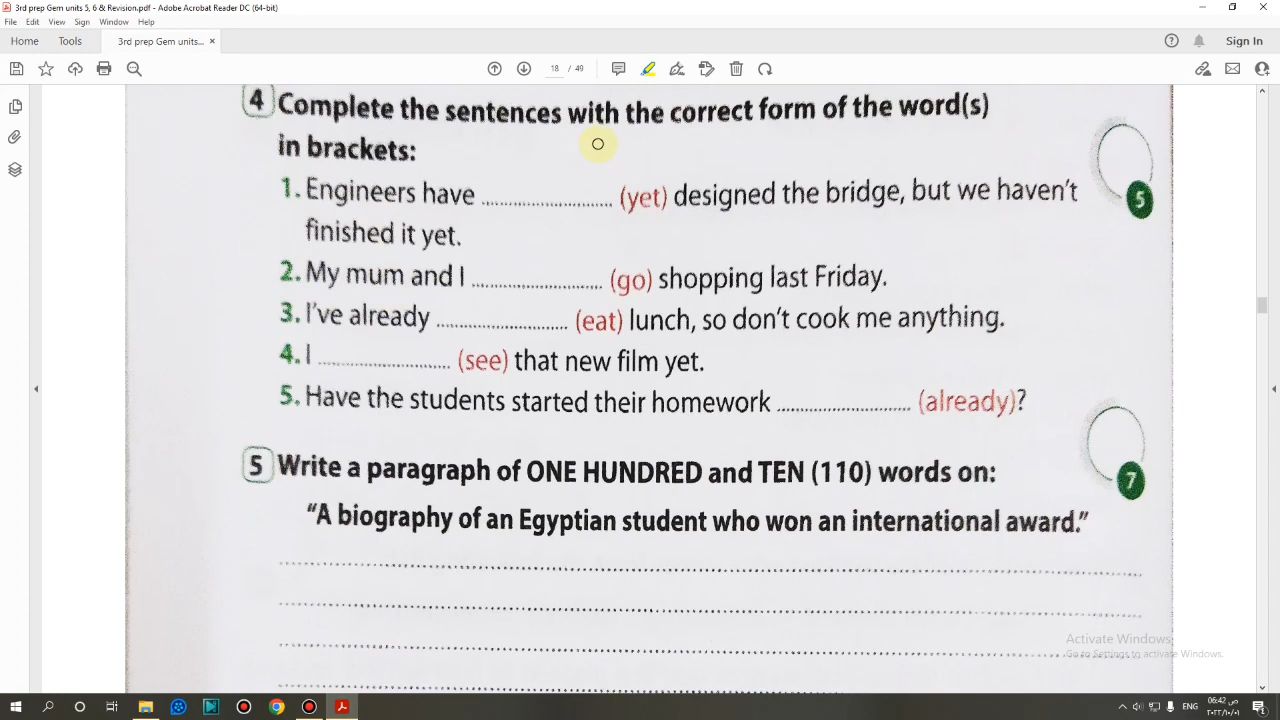 3rd prep Gem units 5, 6 & Revision.pdf - Adobe Acrobat Reader DC (64-bit)
File Edit View Sign Window Help
Home Tools 3rd prep Gem units... × Sign In
18 / 49
4 Complete the sentences with the correct form of the word(s)
in brackets:
5
1. Engineers have ........................ (yet) designed the bridge, but we haven't
finished it yet.
2. My mum and I ........................ (go) shopping last Friday.
3. I've already ........................ (eat) lunch, so don't cook me anything.
4. I ........................ (see) that new film yet.
5. Have the students started their homework ........................ (already)?
5 Write a paragraph of ONE HUNDRED and TEN (110) words on:
7
"A biography of an Egyptian student who won an international award."
Activate Windows
Go to Settings to activate Windows.
ENG 06:42 ص
٢٠٢٢/١٠/٠١